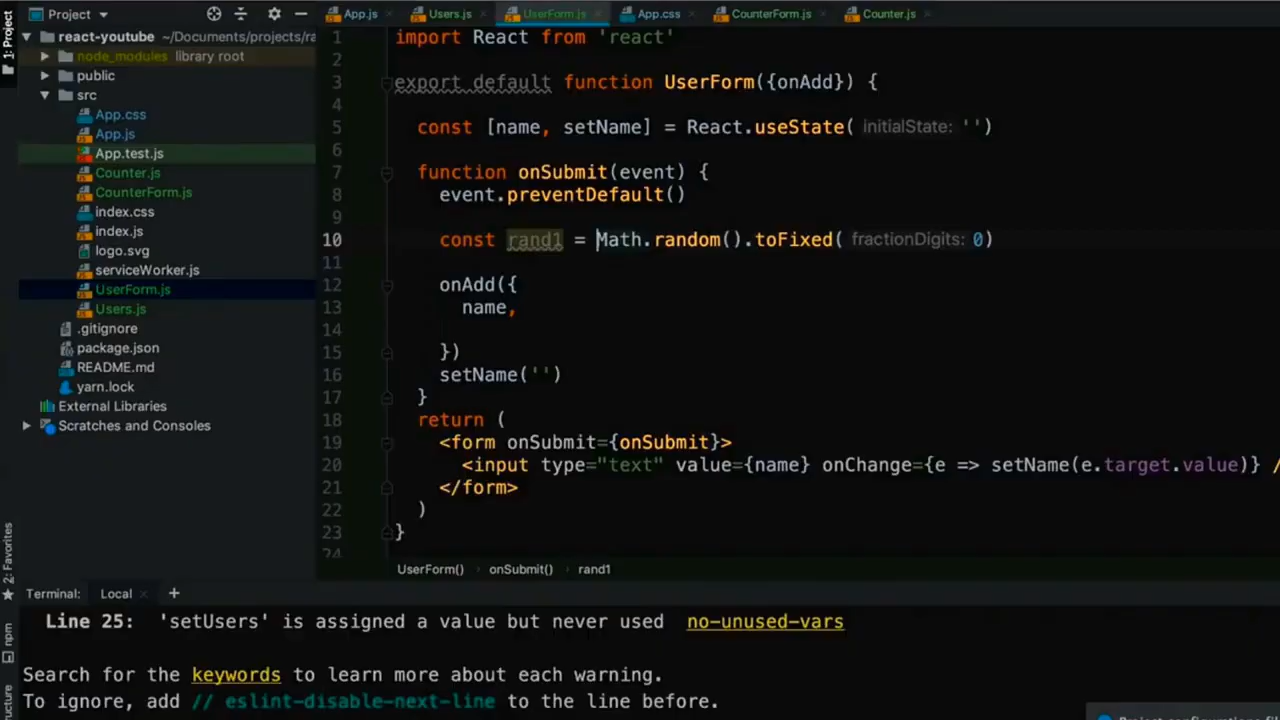 Project
App.js
Users.js
UserForm.js
App.css
CounterForm.js
Counter.js
1: Project
react-youtube ~/Documents/projects/ra
node_modules library root
public
src
App.css
App.js
App.test.js
Counter.js
CounterForm.js
index.css
index.js
logo.svg
serviceWorker.js
UserForm.js
Users.js
.gitignore
package.json
README.md
yarn.lock
External Libraries
Scratches and Consoles
1 import React from 'react'
2
3 export default function UserForm({onAdd}) {
4
5 const [name, setName] = React.useState( initialState: '')
6
7 function onSubmit(event) {
8 event.preventDefault()
9
10 const rand1 = Math.random().toFixed( fractionDigits: 0)
11
12 onAdd({
13 name,
14
15 })
16 setName('')
17 }
18 return (
19 <form onSubmit={onSubmit}>
20 <input type="text" value={name} onChange={e => setName(e.target.value)} /
21 </form>
22 )
23 }
24
UserForm() onSubmit() rand1
2: Favorites
npm
Terminal: Local +
Line 25: 'setUsers' is assigned a value but never used no-unused-vars
Search for the keywords to learn more about each warning.
To ignore, add // eslint-disable-next-line to the line before.